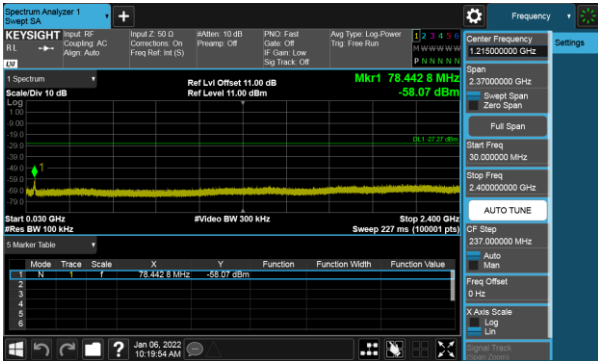 Spectrum Analyzer 1
Swept SA
+
Frequency
KEYSIGHT
RL
Input: RF
Coupling: AC
Align: Auto
Input Z: 50 Ω
Corrections: On
Freq Ref: Int (S)
#Atten: 10 dB
Preamp: Off
PNO: Fast
Gate: Off
IF Gain: Low
Sig Track: Off
Avg Type: Log-Power
Trig: Free Run
1 2 3 4 5 6
M W W W W W
P N N N N N
1 Spectrum
Scale/Div 10 dB
Ref Lvl Offset 11.00 dB
Ref Level 11.00 dBm
Mkr1 78.442 8 MHz
-58.07 dBm
Log
1.00
-9.00
-19.0
-29.0
-39.0
-49.0
-59.0
-69.0
-79.0
DL1 -27.27 dBm
1
Start 0.030 GHz
#Res BW 100 kHz
#Video BW 300 kHz
Stop 2.400 GHz
Sweep 227 ms (100001 pts)
5 Marker Table
Mode Trace Scale X Y Function Function Width Function Value
1 N 1 f 78.442 8 MHz -58.07 dBm
2
3
4
5
6
?
Jan 06, 2022
10:19:54 AM
Center Frequency
1.215000000 GHz
Settings
Span
2.37000000 GHz
Swept Span
Zero Span
Full Span
Start Freq
30.000000 MHz
Stop Freq
2.400000000 GHz
AUTO TUNE
CF Step
237.000000 MHz
Auto
Man
Freq Offset
0 Hz
X Axis Scale
Log
Lin
Signal Track
(Span Zoom)